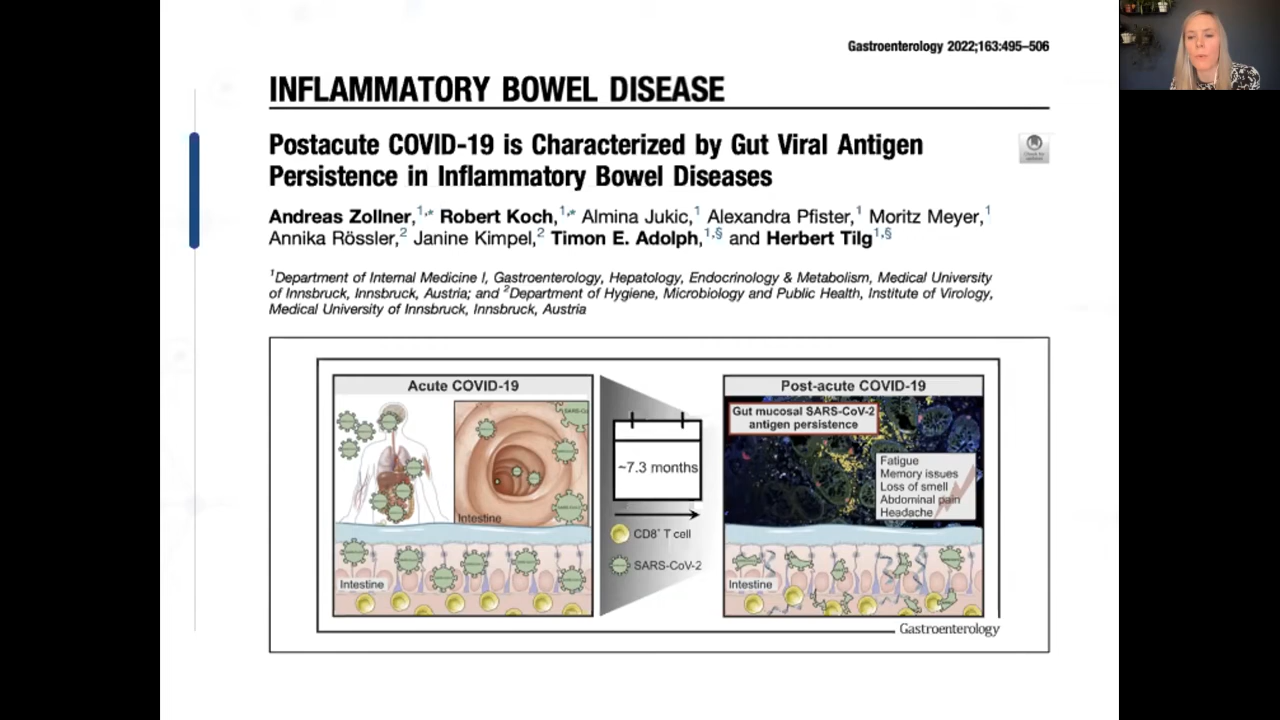 Gastroenterology 2022;163:495–506
INFLAMMATORY BOWEL DISEASE
Postacute COVID-19 is Characterized by Gut Viral Antigen
Persistence in Inflammatory Bowel Diseases
Check for
updates
Andreas Zollner,1,* Robert Koch,1,* Almina Jukic,1 Alexandra Pfister,1 Moritz Meyer,1
Annika Rössler,2 Janine Kimpel,2 Timon E. Adolph,1,§ and Herbert Tilg1,§
1Department of Internal Medicine I, Gastroenterology, Hepatology, Endocrinology & Metabolism, Medical University
of Innsbruck, Innsbruck, Austria; and 2Department of Hygiene, Microbiology and Public Health, Institute of Virology,
Medical University of Innsbruck, Innsbruck, Austria
Acute COVID-19
Intestine
Intestine
~7.3 months
CD8+ T cell
SARS-CoV-2
Post-acute COVID-19
Gut mucosal SARS-CoV-2
antigen persistence
Fatigue
Memory issues
Loss of smell
Abdominal pain
Headache
Intestine
Gastroenterology